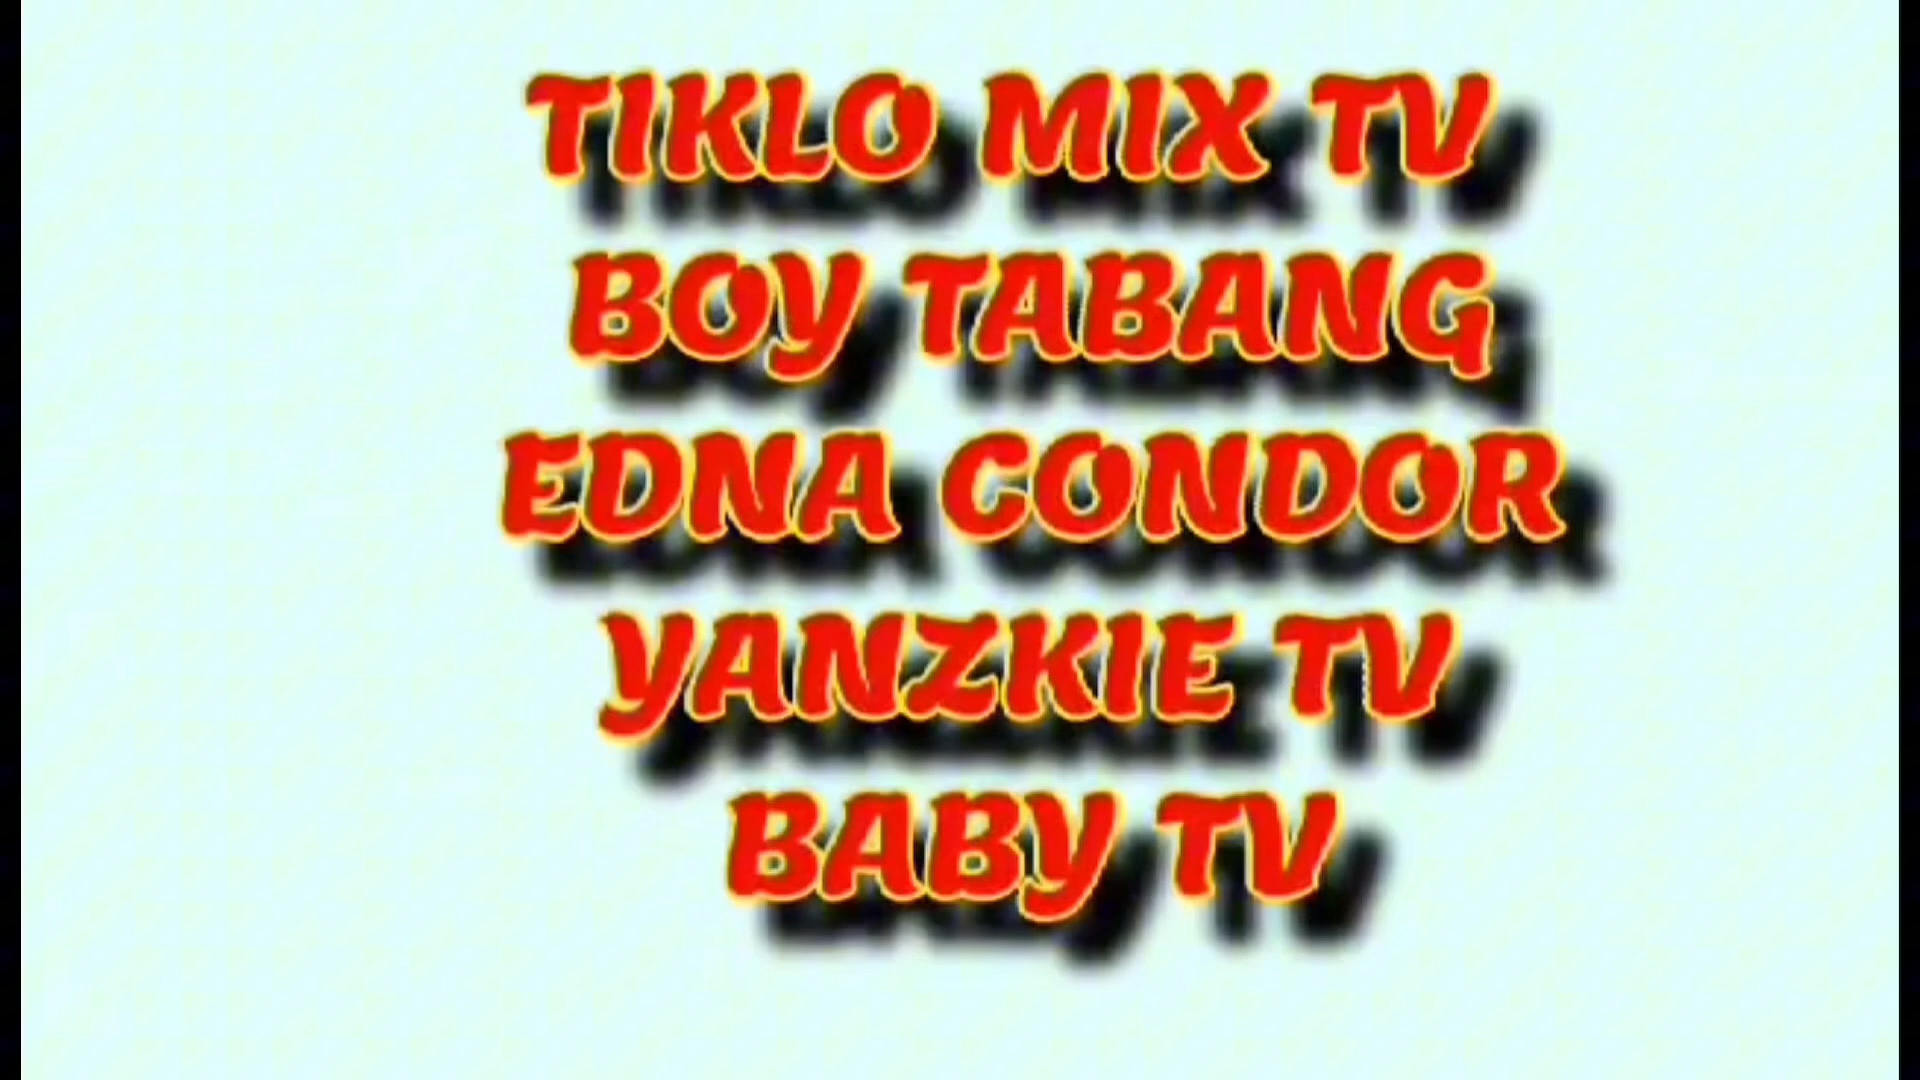 TIKLO MIX TV
BOY TABANG
EDNA CONDOR
YANZKIE TV
BABY TV